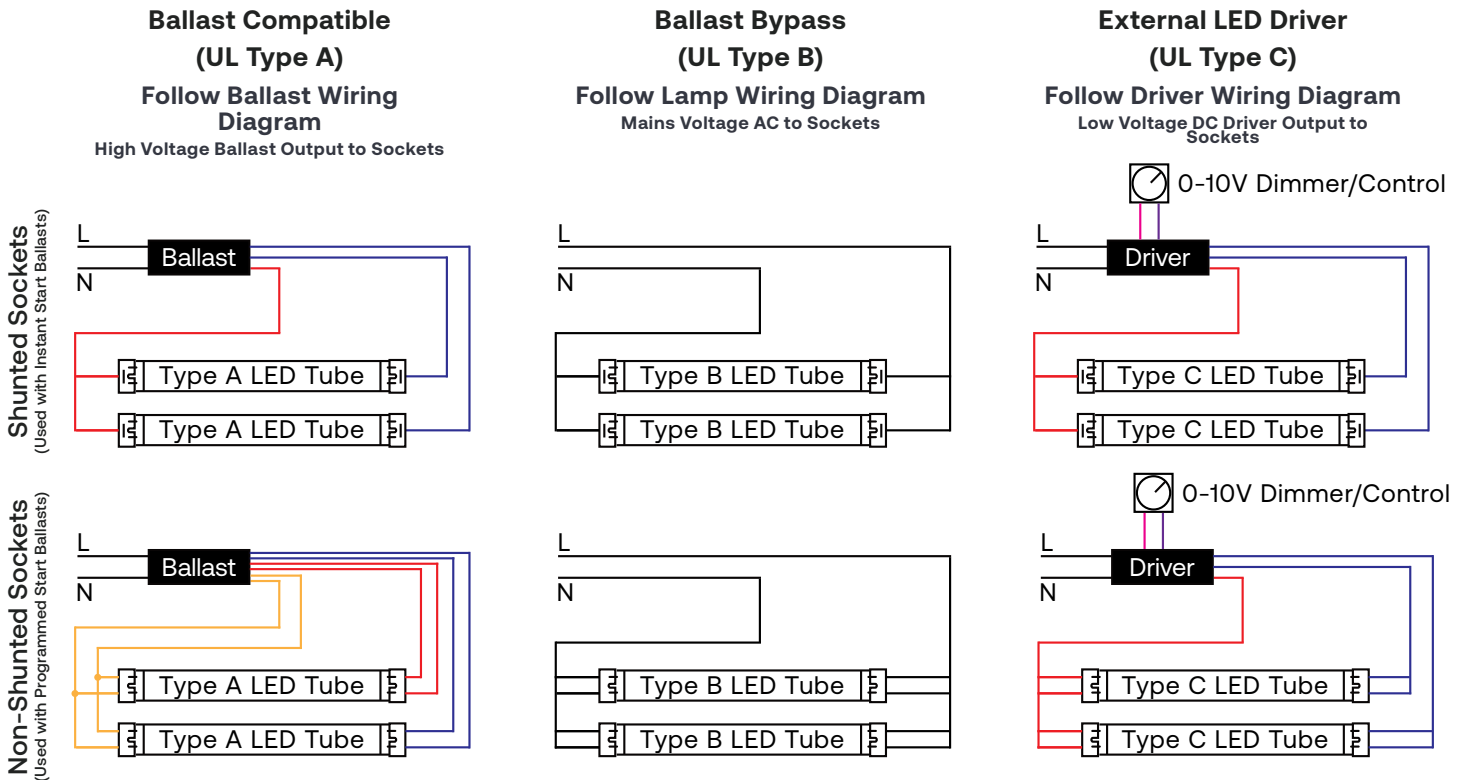 Ballast Compatible
(UL Type A)
Follow Ballast Wiring
Diagram
High Voltage Ballast Output to Sockets
Ballast Bypass
(UL Type B)
Follow Lamp Wiring Diagram
Mains Voltage AC to Sockets
External LED Driver
(UL Type C)
Follow Driver Wiring Diagram
Low Voltage DC Driver Output to
Sockets
Shunted Sockets
(Used with Instant Start Ballasts)
L
N
Ballast
Type A LED Tube
Type A LED Tube
L
N
Type B LED Tube
Type B LED Tube
0-10V Dimmer/Control
L
N
Driver
Type C LED Tube
Type C LED Tube
Non-Shunted Sockets
(Used with Programmed Start Ballasts)
L
N
Ballast
Type A LED Tube
Type A LED Tube
L
N
Type B LED Tube
Type B LED Tube
0-10V Dimmer/Control
L
N
Driver
Type C LED Tube
Type C LED Tube